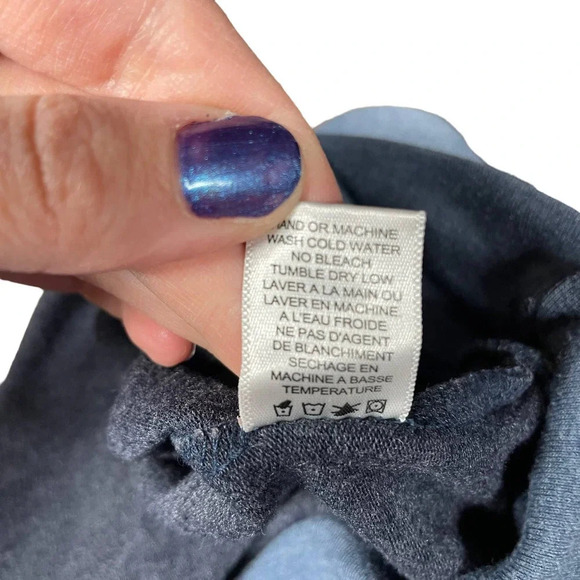 HAND OR MACHINE
WASH COLD WATER
NO BLEACH
TUMBLE DRY LOW
LAVER A LA MAIN OU
LAVER EN MACHINE
A L'EAU FROIDE
NE PAS D'AGENT
DE BLANCHIMENT
SECHAGE EN
MACHINE A BASSE
TEMPERATURE